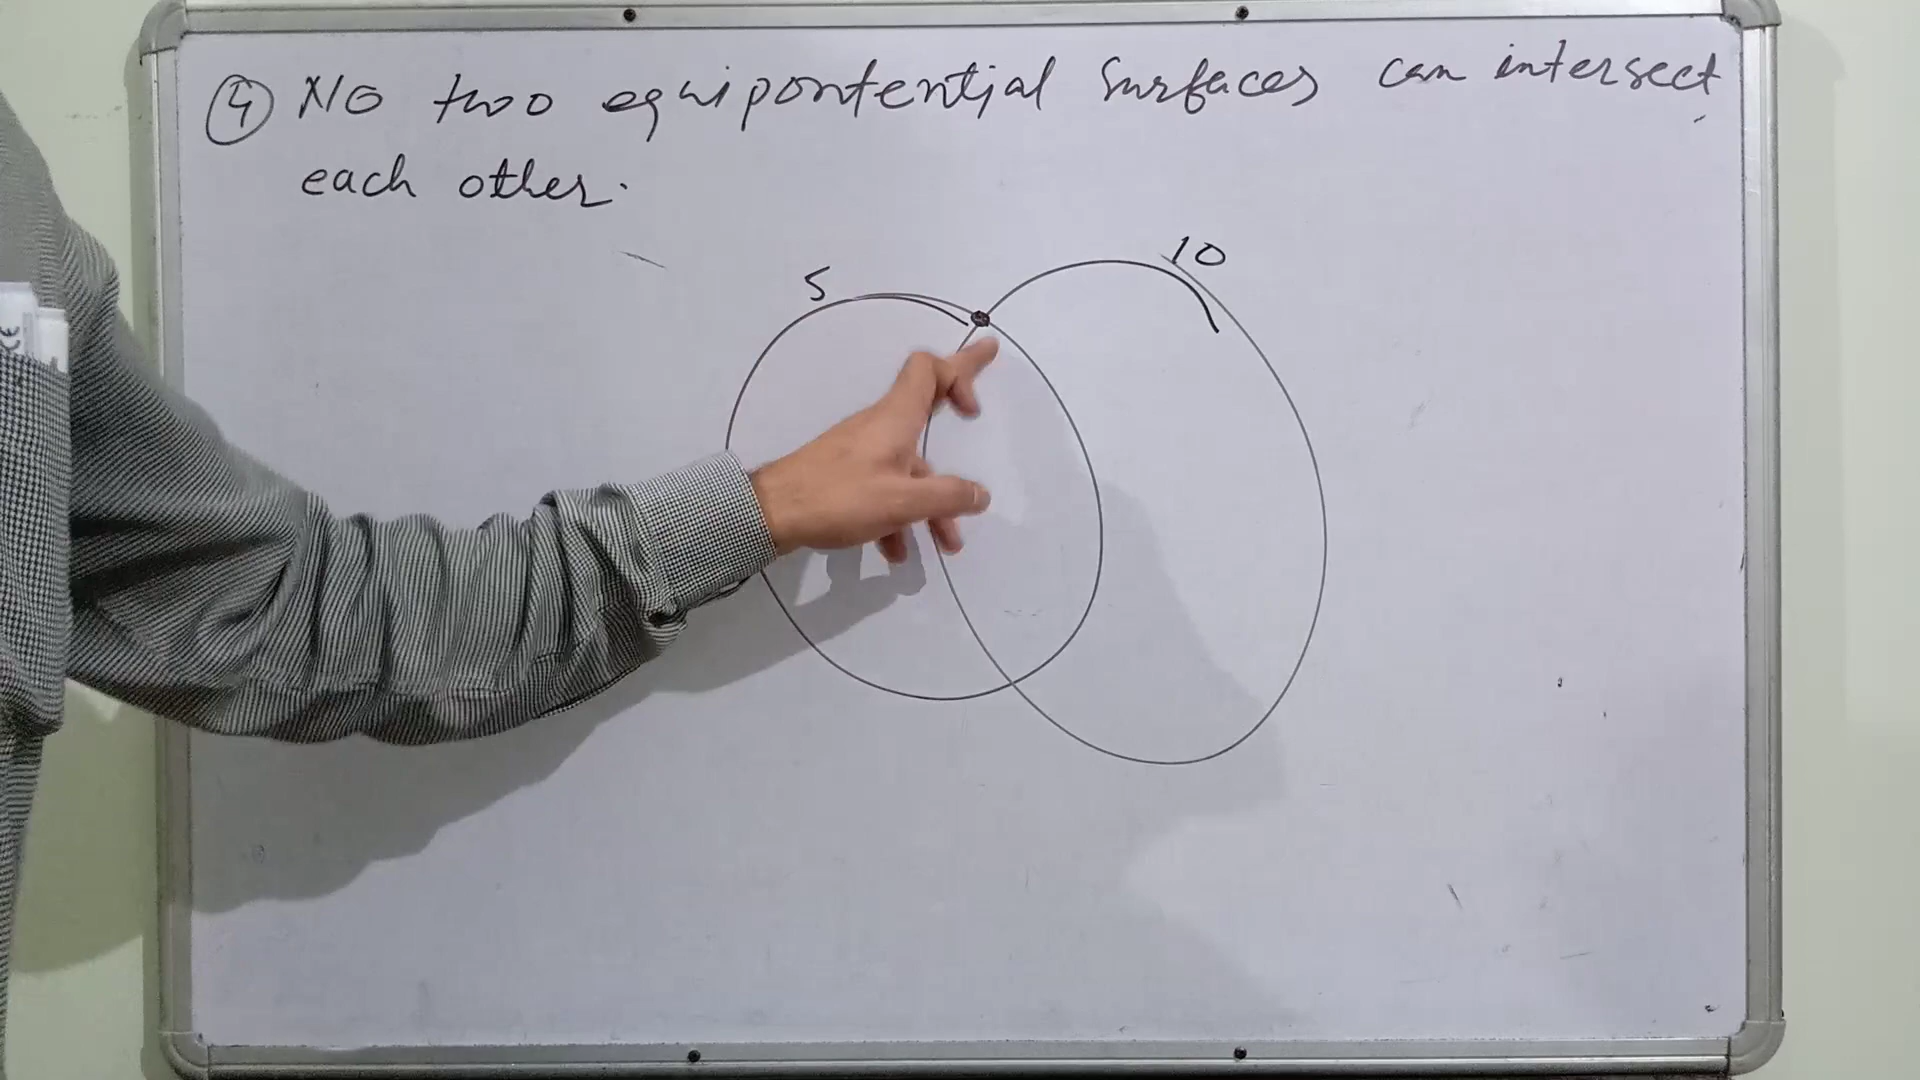 ④ No two equipontential surfaces can intersect
each other.
5
10